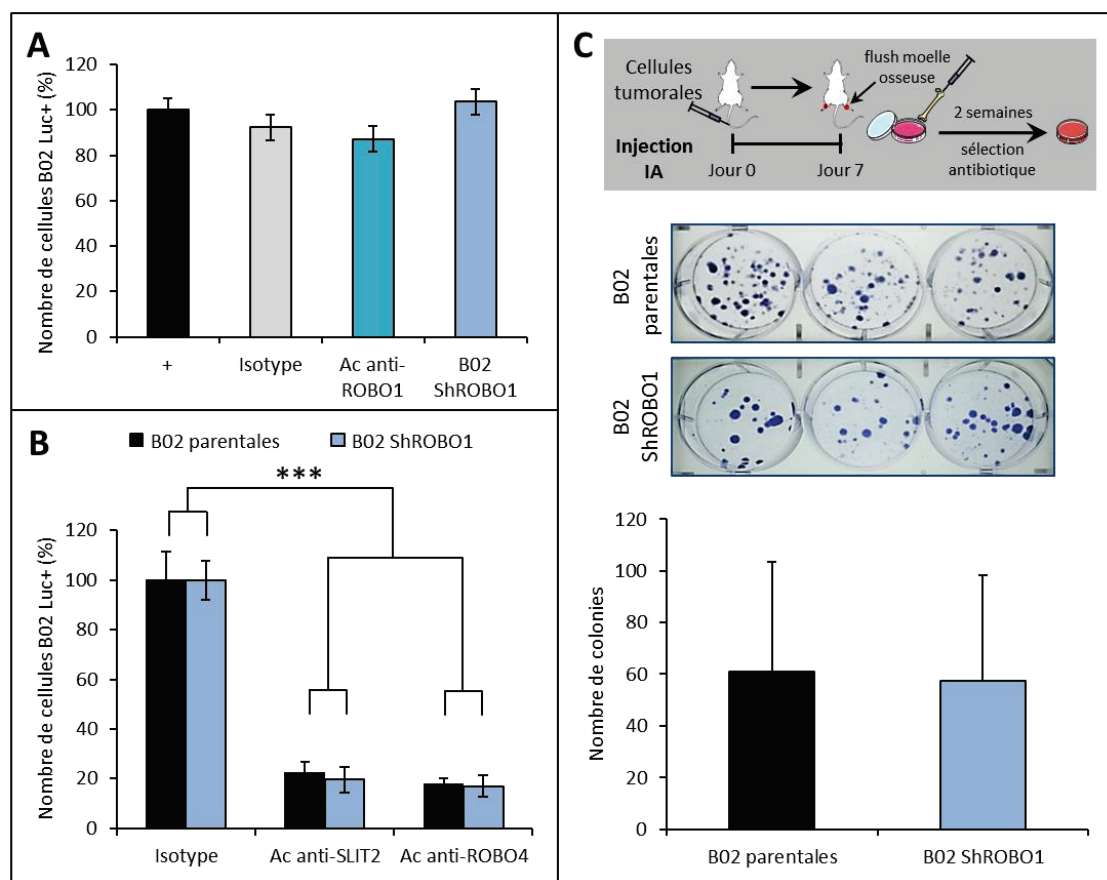 A
Nombre de cellules B02 Luc+ (%)
120
100
80
60
40
20
0
+
Isotype
Ac anti-
ROBO1
B02
ShROBO1
B
B02 parentales
B02 ShROBO1
***
Nombre de cellules B02 Luc+ (%)
120
100
80
60
40
20
0
Isotype
Ac anti-SLIT2
Ac anti-ROBO4
C
Cellules
tumorales
flush moelle
osseuse
Injection
IA
Jour 0
Jour 7
2 semaines
sélection
antibiotique
B02
parentales
B02
ShROBO1
Nombre de colonies
120
100
80
60
40
20
0
B02 parentales
B02 ShROBO1